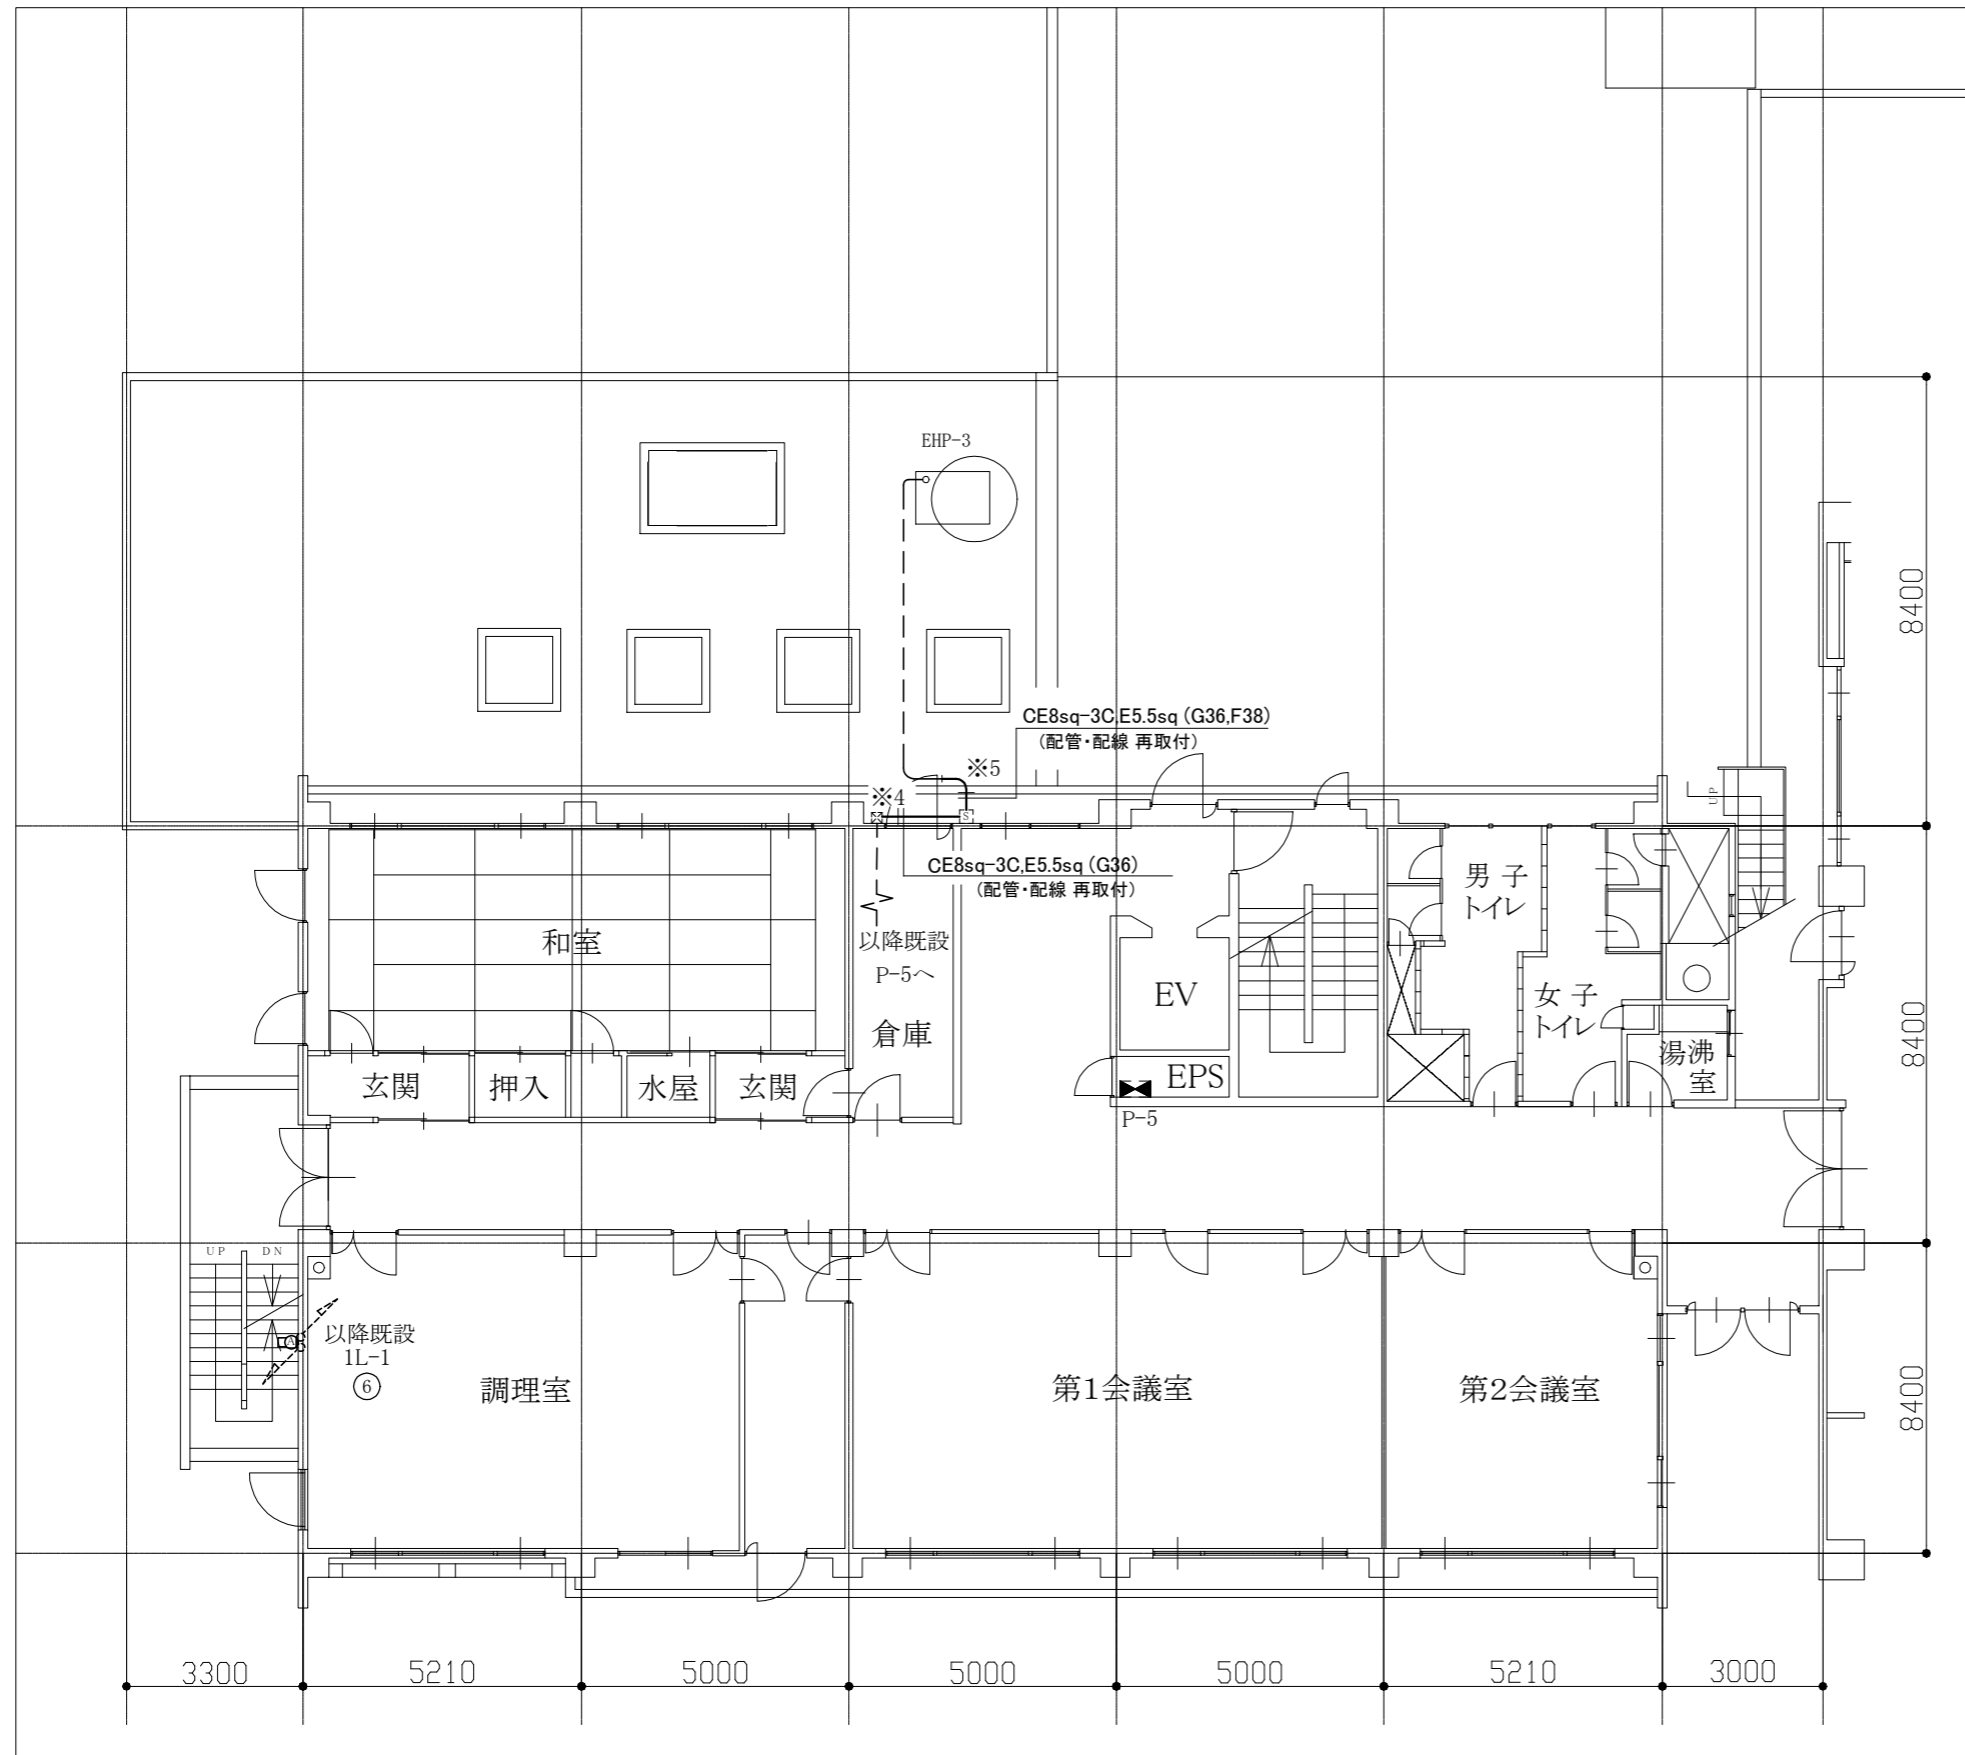 EHP-3
8400
CE8sq-3C,E5.5sq (G36,F38)
(配管・配線 再取付)
※5
※4
S
UP
CE8sq-3C,E5.5sq (G36)
(配管・配線 再取付)
男 子
トイレ
和室
以降既設
P-5へ
EV
女 子
トイレ
倉庫
8400
湯沸
室
玄関
押入
水屋
玄関
EPS
P-5
UP
DN
以降既設
1L-1
⑥
A
調理室
第1会議室
第2会議室
8400
3300
5210
5000
5000
5000
5210
3000